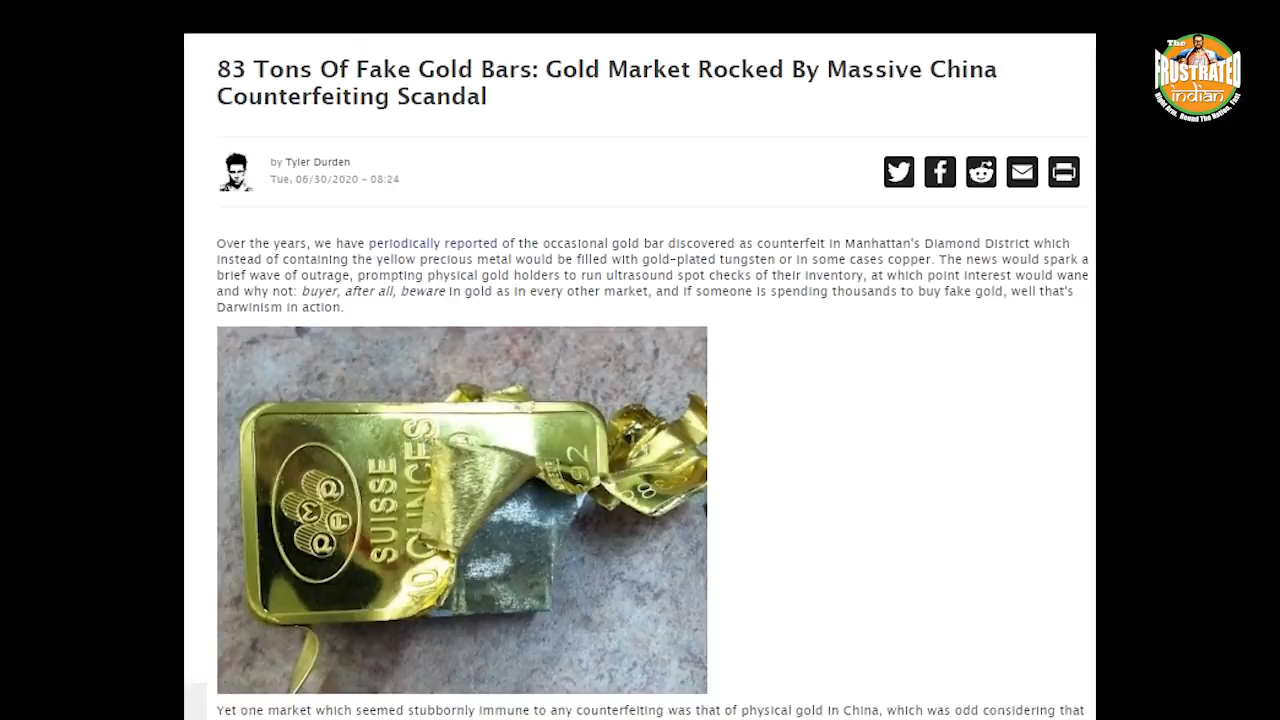 83 Tons Of Fake Gold Bars: Gold Market Rocked By Massive China
Counterfeiting Scandal
The
FRUSTRATED
indian
Right Arm. Round The Nation. Fast
by Tyler Durden
Tue, 06/30/2020 - 08:24
Over the years, we have periodically reported of the occasional gold bar discovered as counterfeit in Manhattan's Diamond District which
instead of containing the yellow precious metal would be filled with gold-plated tungsten or in some cases copper. The news would spark a
brief wave of outrage, prompting physical gold holders to run ultrasound spot checks of their inventory, at which point interest would wane
and why not: buyer, after all, beware in gold as in every other market, and if someone is spending thousands to buy fake gold, well that's
Darwinism in action.
PAMP
SUISSE
10 OUNCES
Yet one market which seemed stubbornly immune to any counterfeiting was that of physical gold in China, which was odd considering that